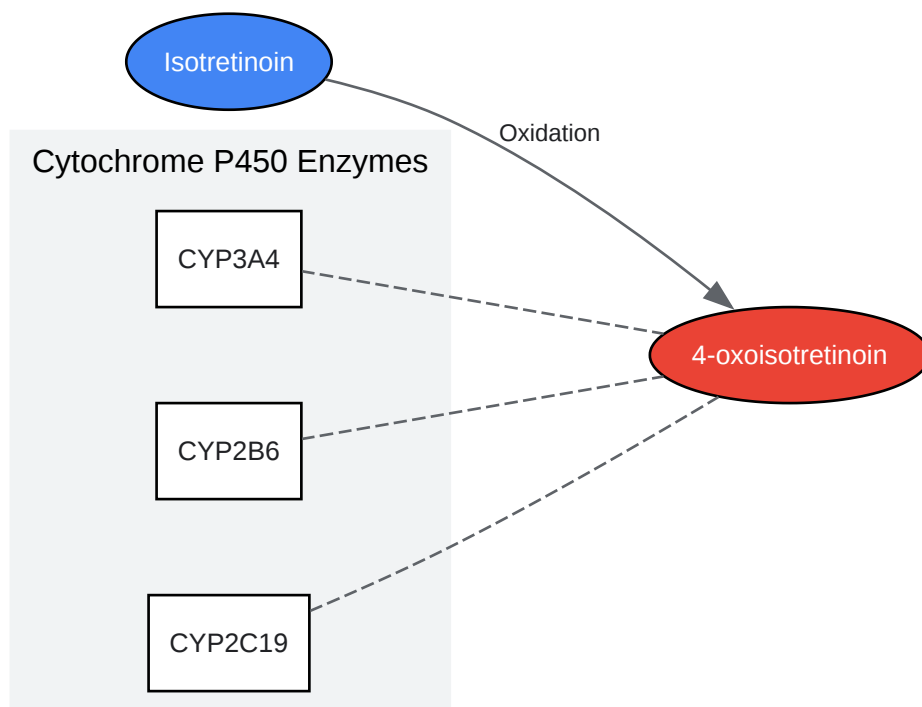 Isotretinoin
Oxidation
Cytochrome P450 Enzymes
CYP3A4
4-oxoisotretinoin
CYP2B6
CYP2C19